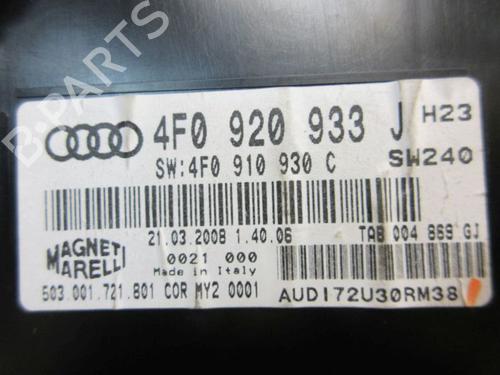 B-PARTS
4F0 920 933 J H23
SW:4F0 910 930 C SW240
21.03.2008 1.40.06 TAB 004 869 GJ
MAGNETI MARELLI
0021 000
Made in Italy
503.001.721.801 COR MY2 0001 AUDI72U30RM38